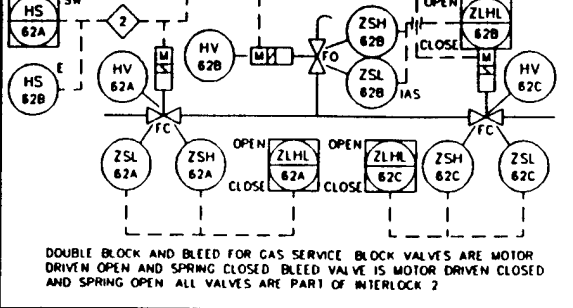 HS
62A
SW
2
HS
62B
E
M
HV
62A
HV
62B
M
FO
ZSH
62B
ZSL
62B
IAS
OPEN
ZLHL
62B
CLOSE
M
HV
62C
FC
FC
ZSL
62A
ZSH
62A
OPEN
ZLHL
62A
CLOSE
OPEN
ZLHL
62C
CLOSE
ZSH
62C
ZSL
62C
DOUBLE BLOCK AND BLEED FOR GAS SERVICE BLOCK VALVES ARE MOTOR
DRIVEN OPEN AND SPRING CLOSED BLEED VALVE IS MOTOR DRIVEN CLOSED
AND SPRING OPEN ALL VALVES ARE PART OF INTERLOCK 2